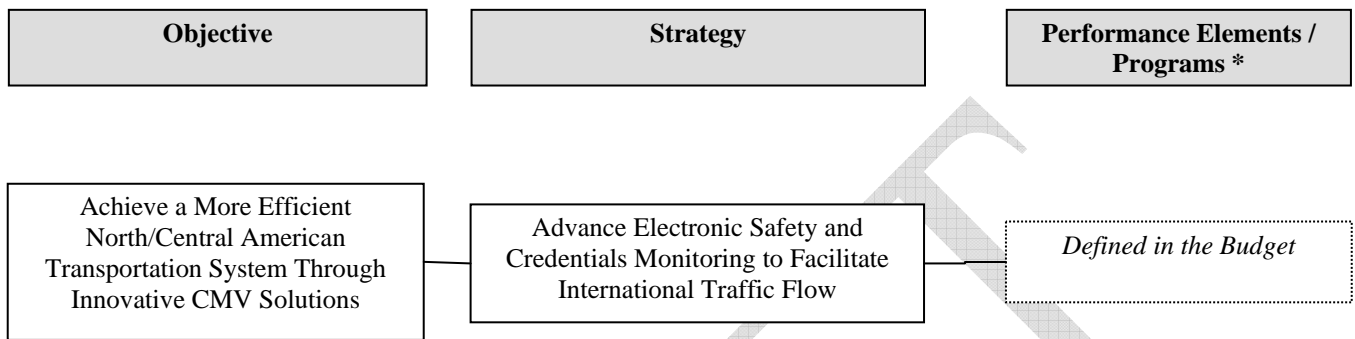 Objective
Strategy
Performance Elements /
Programs *
Achieve a More Efficient
North/Central American
Transportation System Through
Innovative CMV Solutions
Advance Electronic Safety and
Credentials Monitoring to Facilitate
International Traffic Flow
Defined in the Budget